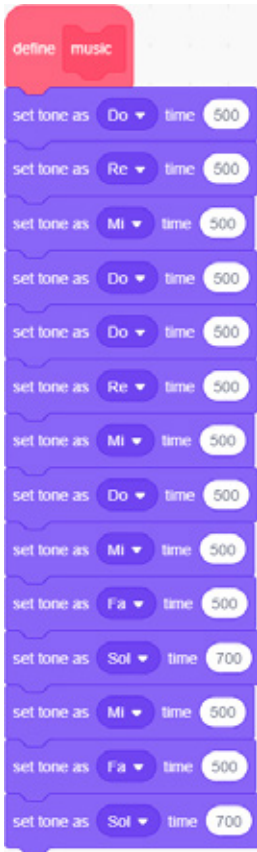 define music
set tone as Do time 500
set tone as Re time 500
set tone as Mi time 500
set tone as Do time 500
set tone as Do time 500
set tone as Re time 500
set tone as Mi time 500
set tone as Do time 500
set tone as Mi time 500
set tone as Fa time 500
set tone as Sol time 700
set tone as Mi time 500
set tone as Fa time 500
set tone as Sol time 700